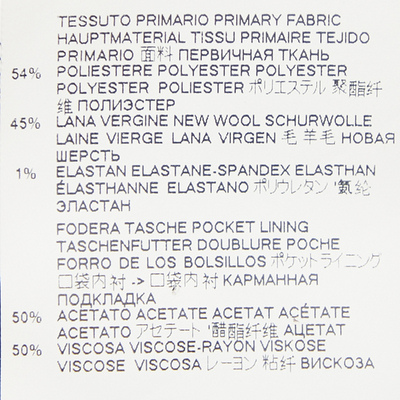 TESSUTO PRIMARIO PRIMARY FABRIC
HAUPTMATERIAL TISSU PRIMAIRE TEJIDO
PRIMARIO 面料 ПЕРВИЧНАЯ ТКАНЬ
54% POLIESTERE POLYESTER POLYESTER
POLYESTER POLIESTER ポリエステル 聚酯纤
维 ПОЛИЭСТЕР
45% LANA VERGINE NEW WOOL SCHURWOLLE
LAINE VIERGE LANA VIRGEN 毛 羊毛 НОВАЯ
ШЕРСТЬ
1% ELASTAN ELASTANE-SPANDEX ELASTHAN
ÉLASTHANNE ELASTANO ポリウレタン '氨纶
ЭЛАСТАН
FODERA TASCHE POCKET LINING
TASCHENFUTTER DOUBLURE POCHE
FORRO DE LOS BOLSILLOS ポケットライニング
口袋内衬 -> 口袋内衬 КАРМАННАЯ
ПОДКЛАДКА
50% ACETATO ACETATE ACETAT ACÉTATE
ACETATO アセテート '醋酯纤维 АЦЕТАТ
50% VISCOSA VISCOSE-RAYON VISKOSE
VISCOSE VISCOSA レーヨン 粘纤 ВИСКОЗА